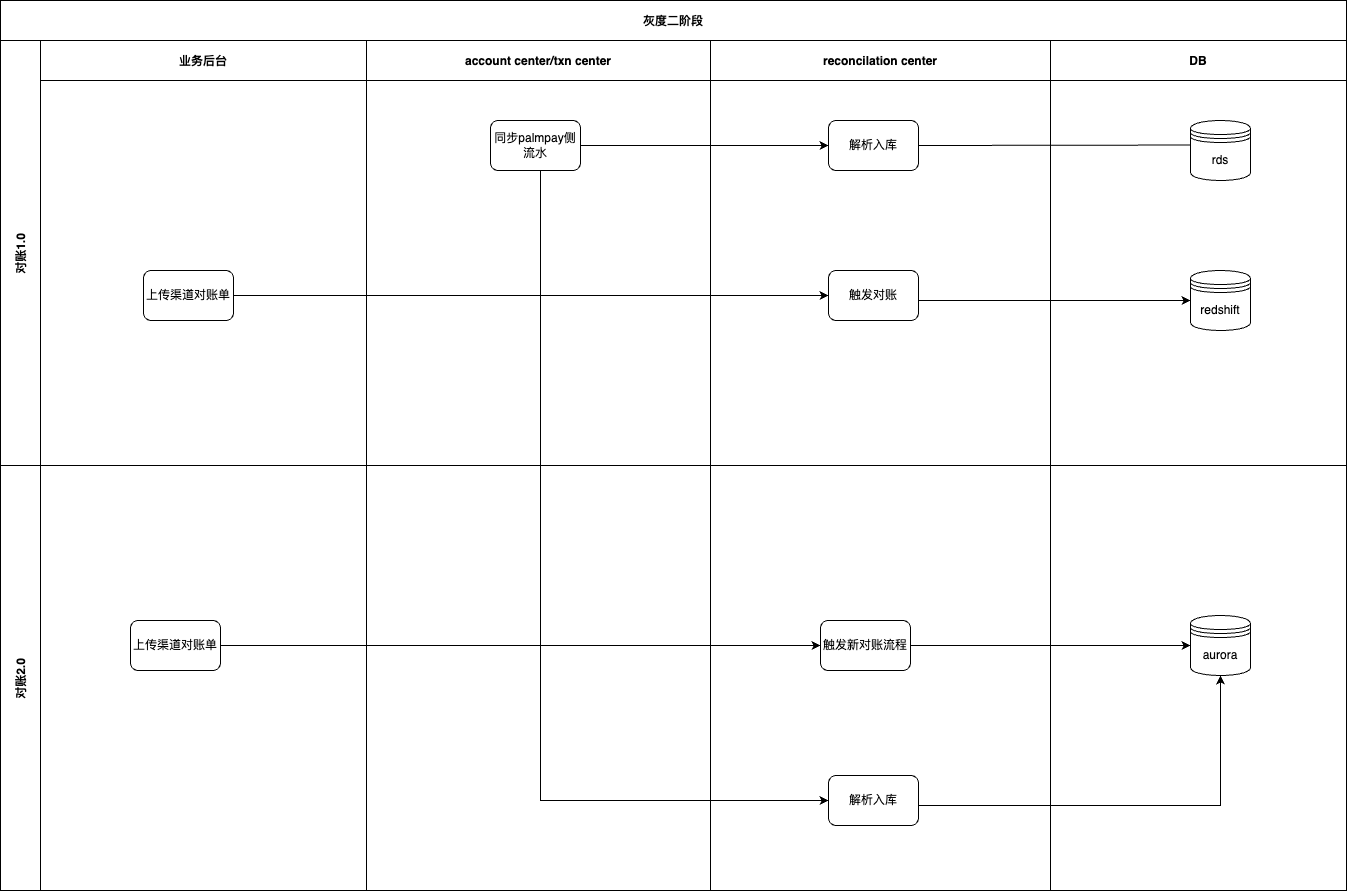 灰度二阶段
业务后台
account center/txn center
reconcilation center
DB
对账1.0
同步palmpay侧
流水
解析入库
rds
上传渠道对账单
触发对账
redshift
对账2.0
上传渠道对账单
触发新对账流程
aurora
解析入库